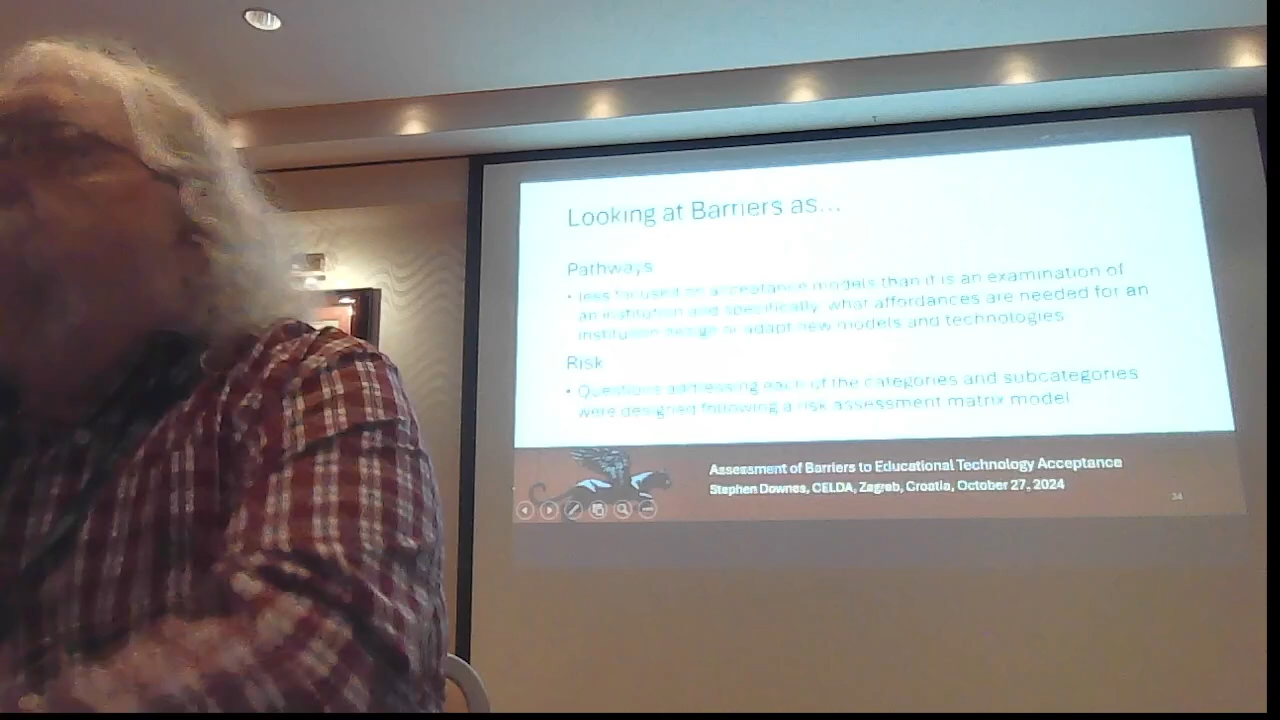 Looking at Barriers as...
Pathways
• less focused on acceptance models than it is an examination of
an institution and specifically, what affordances are needed for an
institution design or adapt new models and technologies
Risk
• Questions addressing each of the categories and subcategories
were designed following a risk assessment matrix model
Assessment of Barriers to Educational Technology Acceptance
Stephen Downes, CELDA, Zagreb, Croatia, October 27, 2024
34